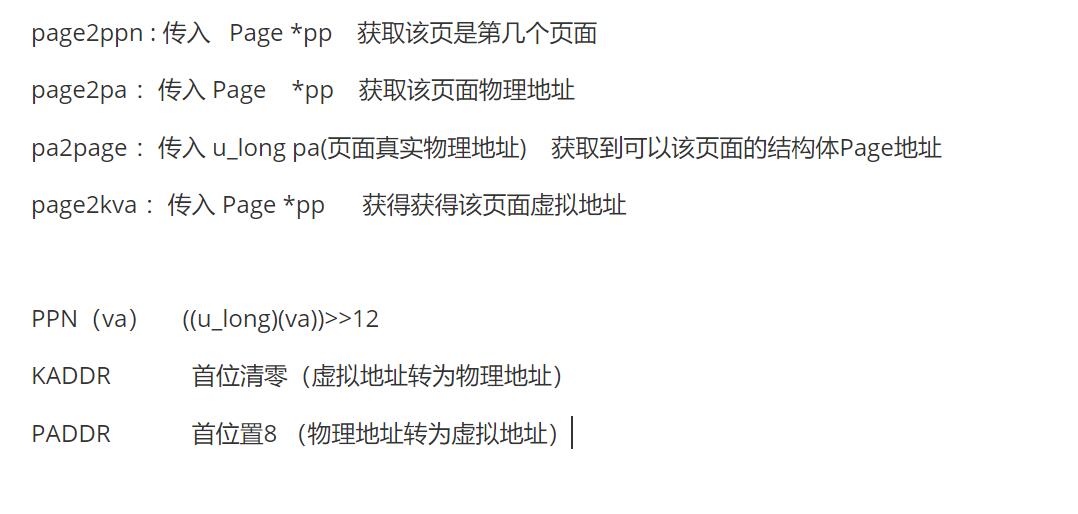 page2ppn : 传入 Page *pp 获取该页是第几个页面
page2pa ： 传入 Page *pp 获取该页面物理地址
pa2page ： 传入 u_long pa(页面真实物理地址) 获取到可以该页面的结构体Page地址
page2kva ： 传入 Page *pp 获得获得该页面虚拟地址
PPN（va） ((u_long)(va))>>12
KADDR 首位清零（虚拟地址转为物理地址）
PADDR 首位置8 （物理地址转为虚拟地址）